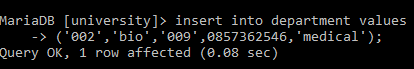 MariaDB [university]> insert into department values
-> ('002','bio','009',0857362546,'medical');
Query OK, 1 row affected (0.08 sec)